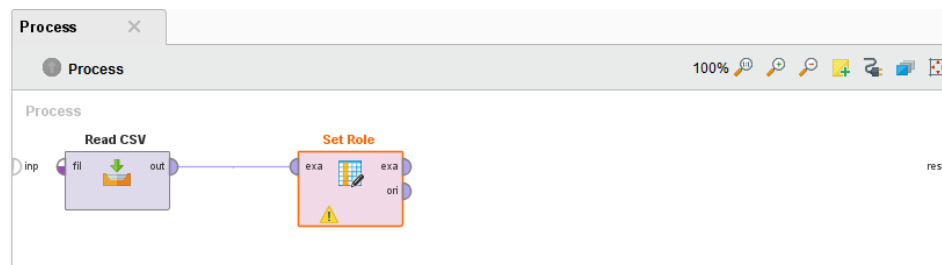 Process
Process
100%
Process
Read CSV
Set Role
inp
fil
out
exa
exa
ori
res